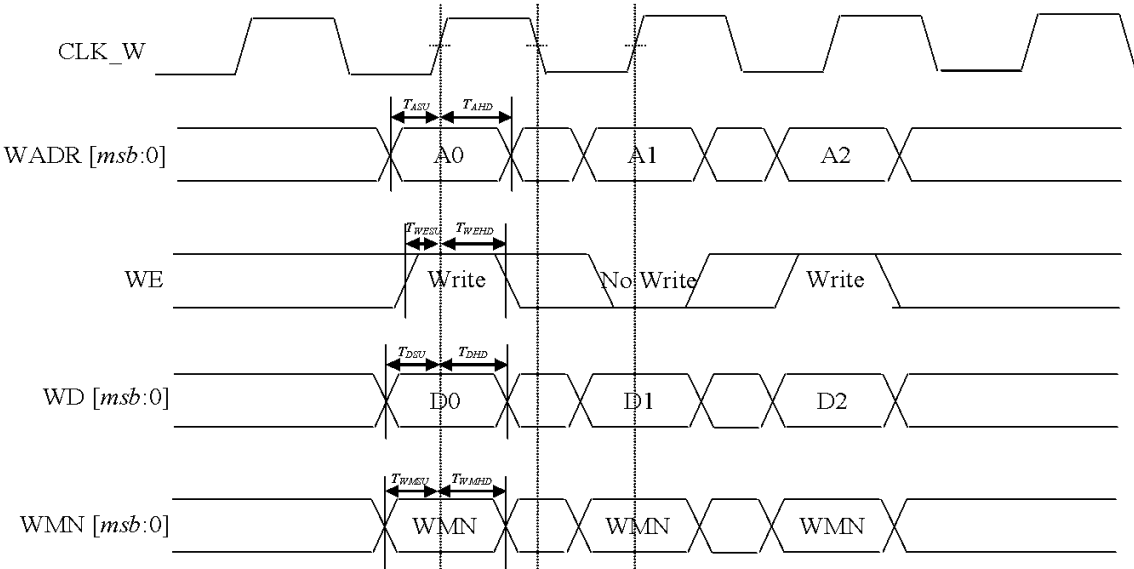 CLK_W
T_ASU T_AHD
WADR [msb:0] A0 A1 A2
T_WESU T_WEHD
WE Write No Write Write
T_DSU T_DHD
WD [msb:0] D0 D1 D2
T_WMSU T_WMHD
WMN [msb:0] WMN WMN WMN